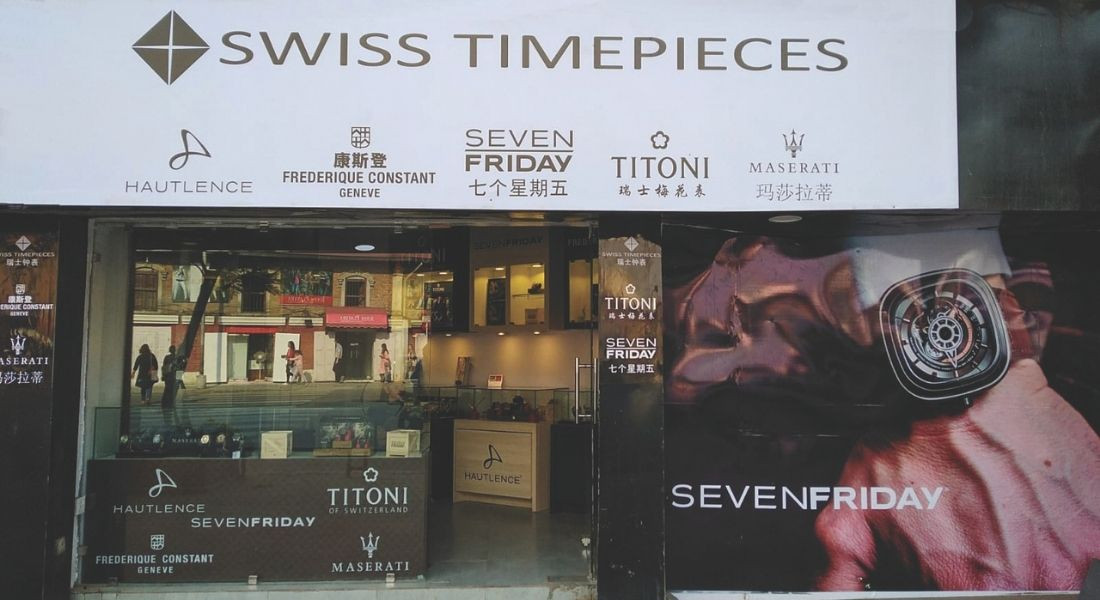 SWISS TIMEPIECES
HAUTLENCE
康斯登
FREDERIQUE CONSTANT
GENEVE
SEVEN
FRIDAY
七个星期五
TITONI
瑞士梅花表
MASERATI
玛莎拉蒂
SWISS TIMEPIECES
瑞士钟表
康斯登
FREDERIQUE CONSTANT
GENEVE
MASERATI
玛莎拉蒂
SEVENFRIDAY
SWISS TIMEPIECES
瑞士钟表
TITONI
瑞士梅花表
SEVEN
FRIDAY
七个星期五
HAUTLENCE
HAUTLENCE
SEVENFRIDAY
TITONI
OF SWITZERLAND
FREDERIQUE CONSTANT
GENEVE
MASERATI
SEVENFRIDAY